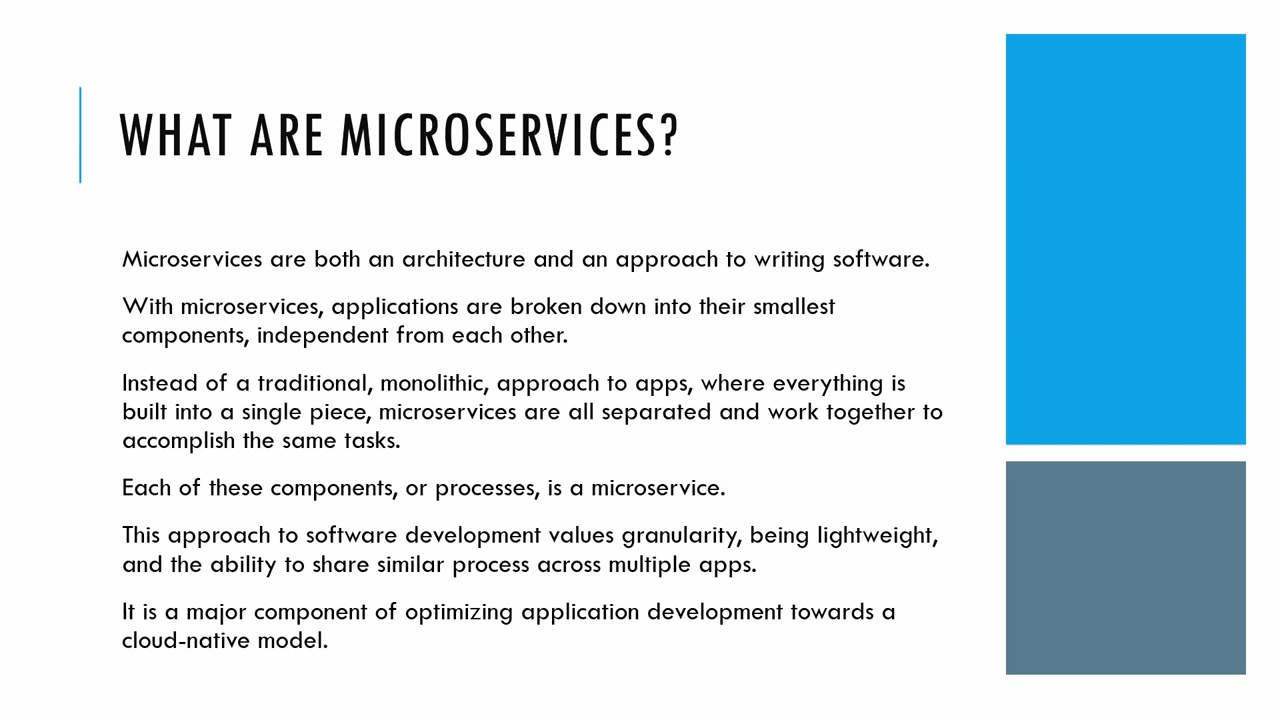 WHAT ARE MICROSERVICES?
Microservices are both an architecture and an approach to writing software.
With microservices, applications are broken down into their smallest
components, independent from each other.
Instead of a traditional, monolithic, approach to apps, where everything is
built into a single piece, microservices are all separated and work together to
accomplish the same tasks.
Each of these components, or processes, is a microservice.
This approach to software development values granularity, being lightweight,
and the ability to share similar process across multiple apps.
It is a major component of optimizing application development towards a
cloud-native model.